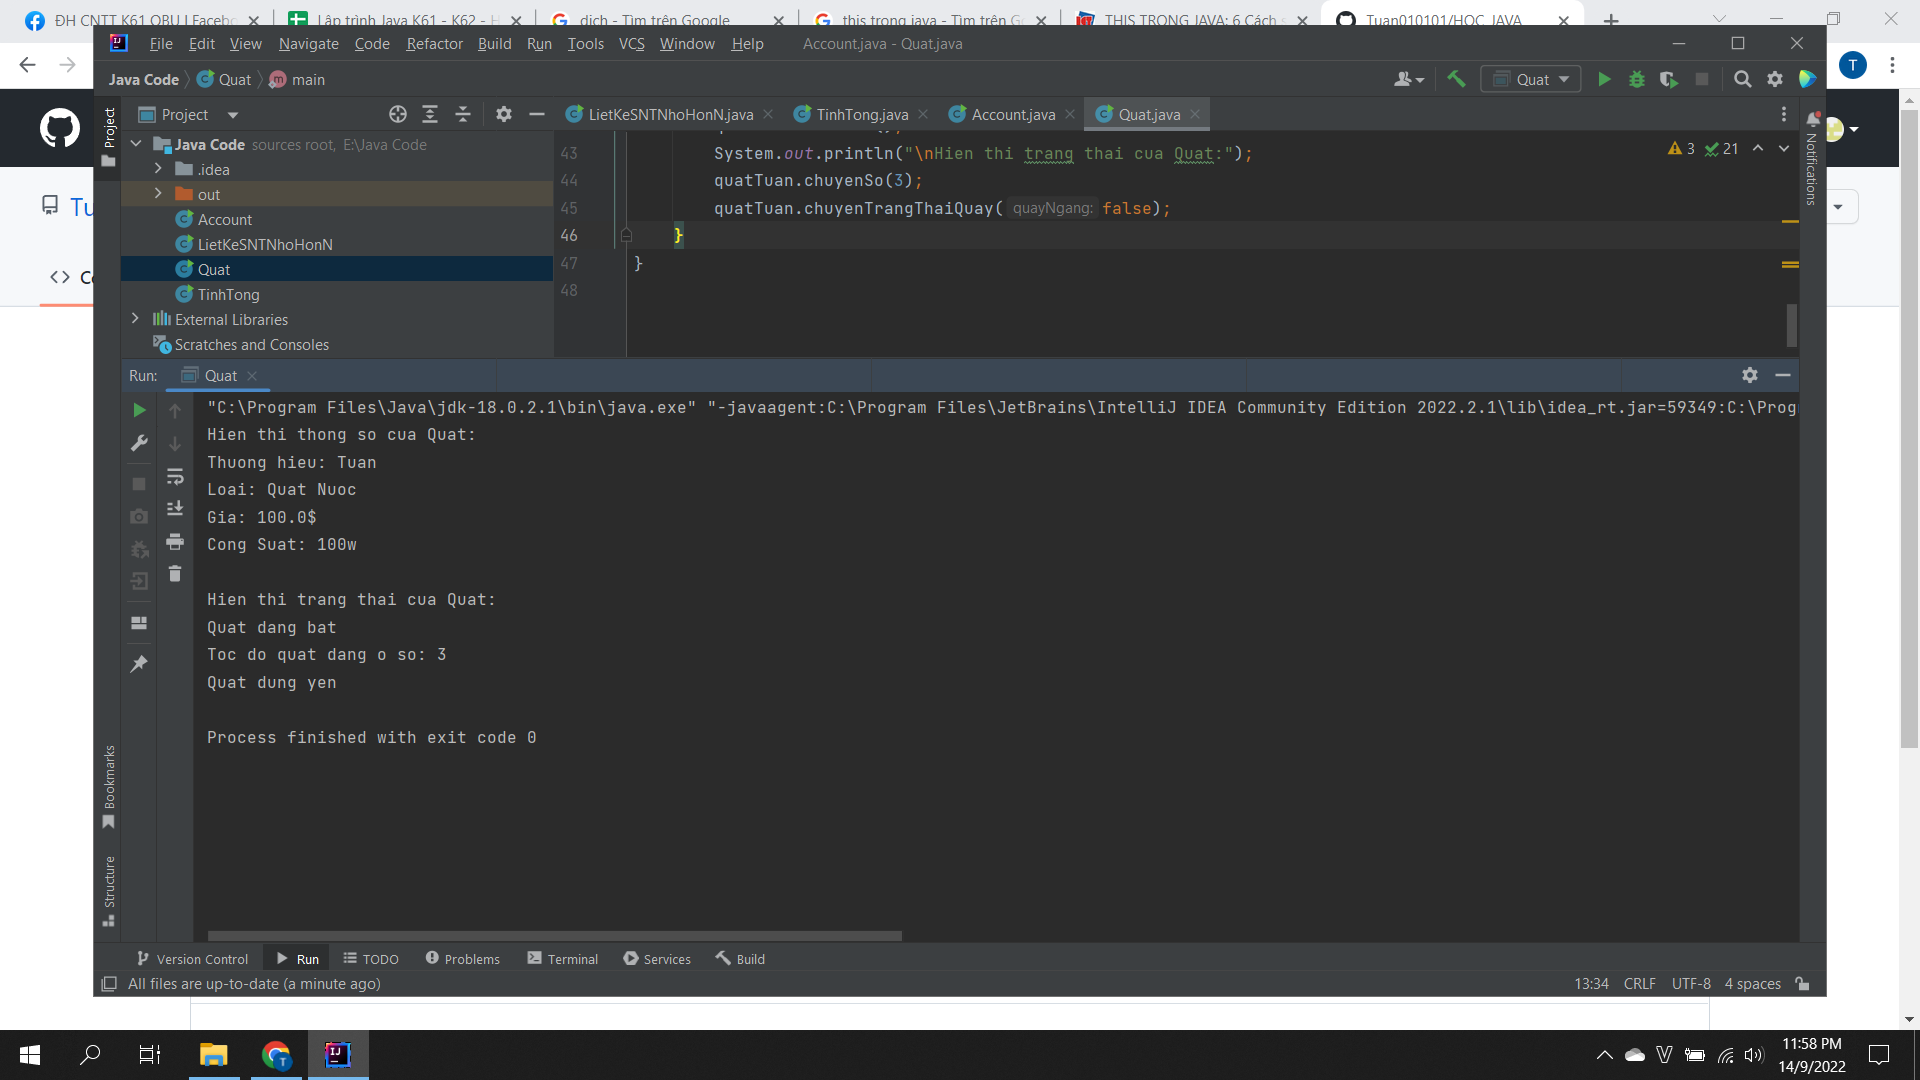 ĐH CNTT K61 QBU | Facebo
Lập trình Java K61 - K62 - H
dich - Tìm trên Google
this trong java - Tìm trên G
THIS TRONG JAVA: 6 Cách s
Tuan010101/HOC_JAVA
File Edit View Navigate Code Refactor Build Run Tools VCS Window Help Account.java - Quat.java
T
Java Code Quat main
Quat
Project
Project
LietKeSNTNhoHonN.java TinhTong.java Account.java Quat.java
Java Code sources root, E:\Java Code
.idea
out
Account
LietKeSNTNhoHonN
Quat
TinhTong
External Libraries
Scratches and Consoles
43 System.out.println("\nHien thi trang thai cua Quat:");
44 quatTuan.chuyenSo(3);
45 quatTuan.chuyenTrangThaiQuay( quayNgang: false);
46 }
47 }
48
3 21
Notifications
Tu
Run: Quat
"C:\Program Files\Java\jdk-18.0.2.1\bin\java.exe" "-javaagent:C:\Program Files\JetBrains\IntelliJ IDEA Community Edition 2022.2.1\lib\idea_rt.jar=59349:C:\Prog
Hien thi thong so cua Quat:
Thuong hieu: Tuan
Loai: Quat Nuoc
Gia: 100.0$
Cong Suat: 100w
Hien thi trang thai cua Quat:
Quat dang bat
Toc do quat dang o so: 3
Quat dung yen
Process finished with exit code 0
Bookmarks
Structure
Version Control Run TODO Problems Terminal Services Build
All files are up-to-date (a minute ago)
13:34 CRLF UTF-8 4 spaces
11:58 PM
14/9/2022